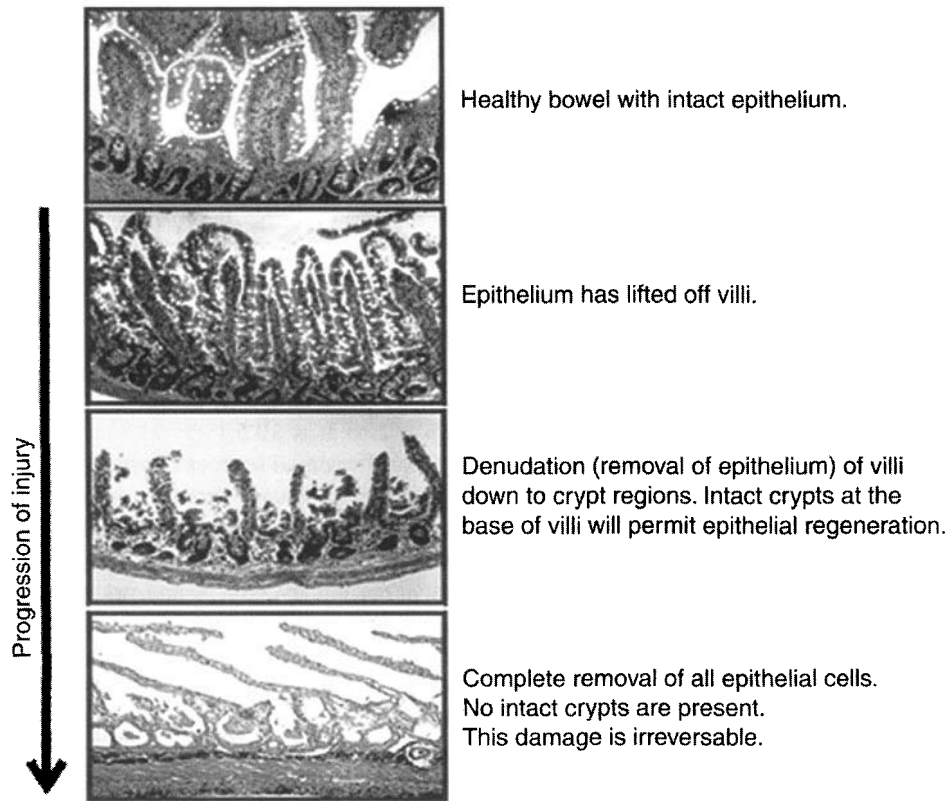 Healthy bowel with intact epithelium.
Epithelium has lifted off villi.
Progression of injury
Denudation (removal of epithelium) of villi
down to crypt regions. Intact crypts at the
base of villi will permit epithelial regeneration.
Complete removal of all epithelial cells.
No intact crypts are present.
This damage is irreversable.